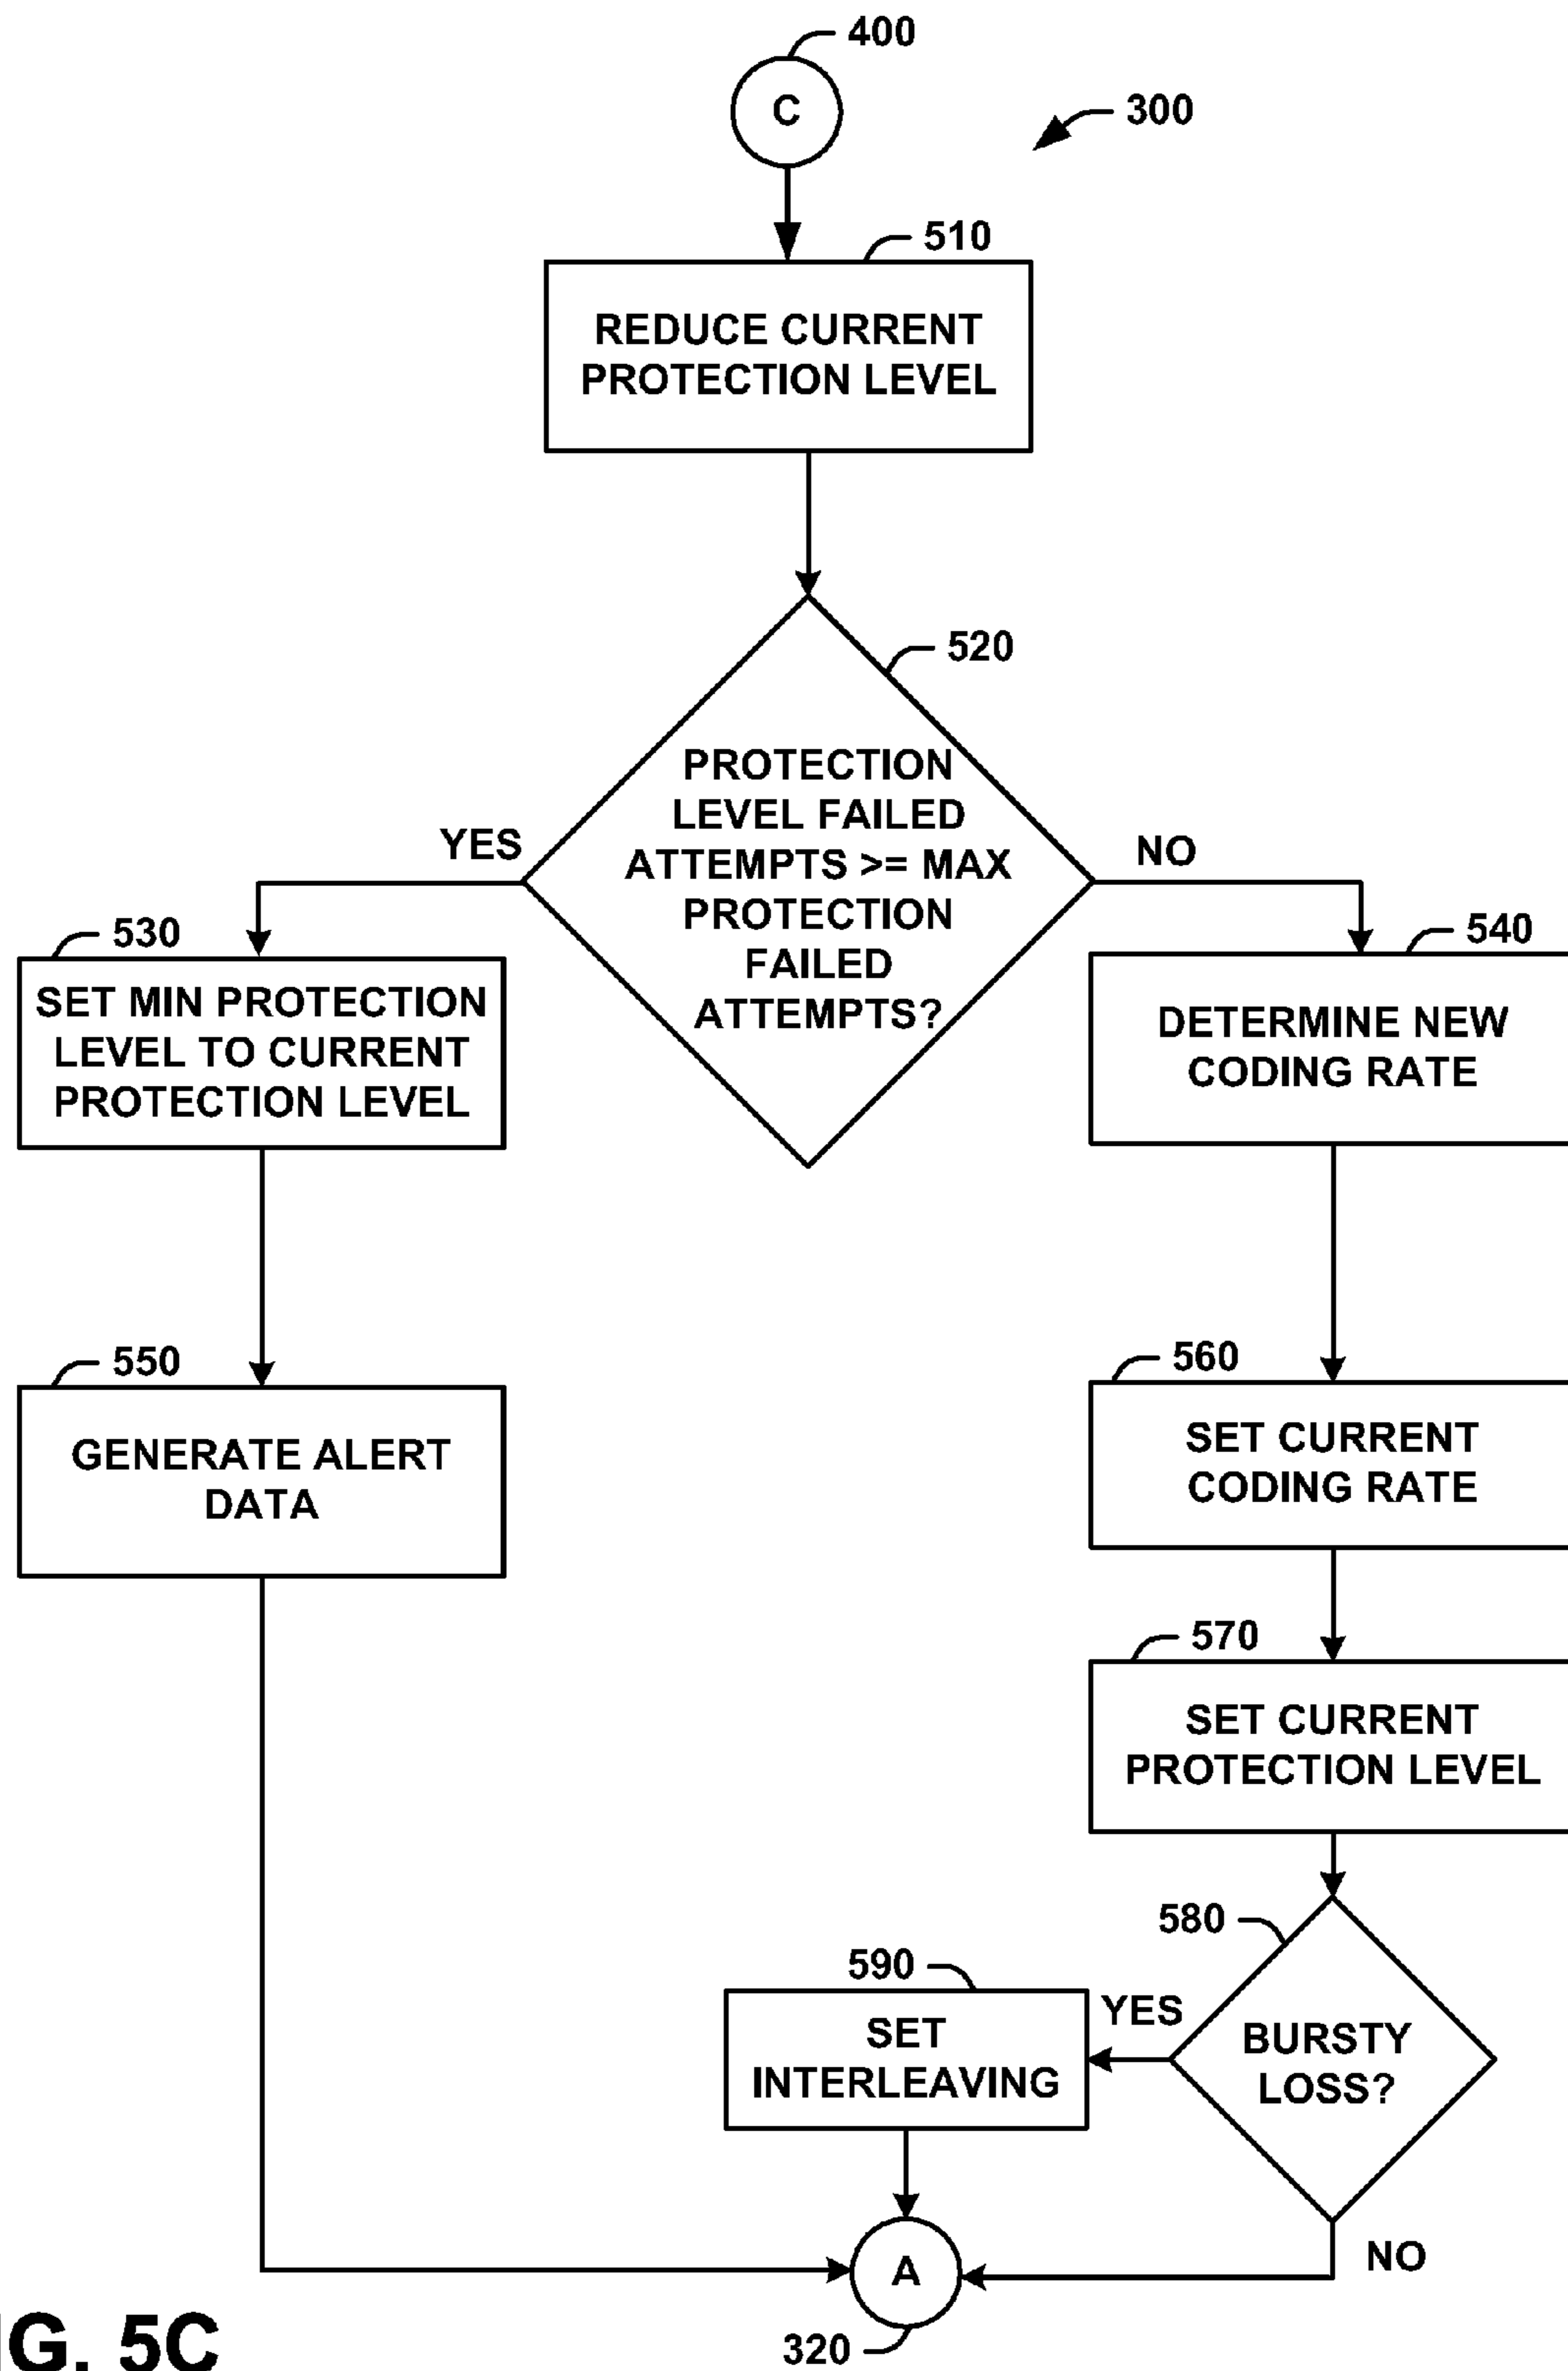 400
C
300
510
REDUCE CURRENT
PROTECTION LEVEL
520
PROTECTION
LEVEL FAILED
ATTEMPTS >= MAX
PROTECTION
FAILED
ATTEMPTS?
YES
NO
530
SET MIN PROTECTION
LEVEL TO CURRENT
PROTECTION LEVEL
540
DETERMINE NEW
CODING RATE
550
GENERATE ALERT
DATA
560
SET CURRENT
CODING RATE
570
SET CURRENT
PROTECTION LEVEL
580
BURSTY
LOSS?
YES
NO
590
SET
INTERLEAVING
A
320
G. 5C